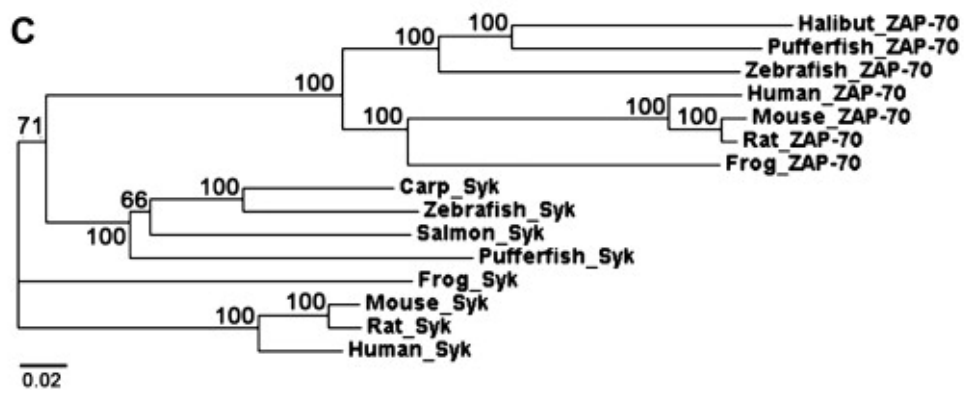 C
100
Halibut_ZAP-70
100
Pufferfish_ZAP-70
Zebrafish_ZAP-70
100
100
Human_ZAP-70
100
Mouse_ZAP-70
100
Rat_ZAP-70
Frog_ZAP-70
71
100
Carp_Syk
66
Zebrafish_Syk
Salmon_Syk
100
Pufferfish_Syk
Frog_Syk
100
Mouse_Syk
100
Rat_Syk
Human_Syk
0.02